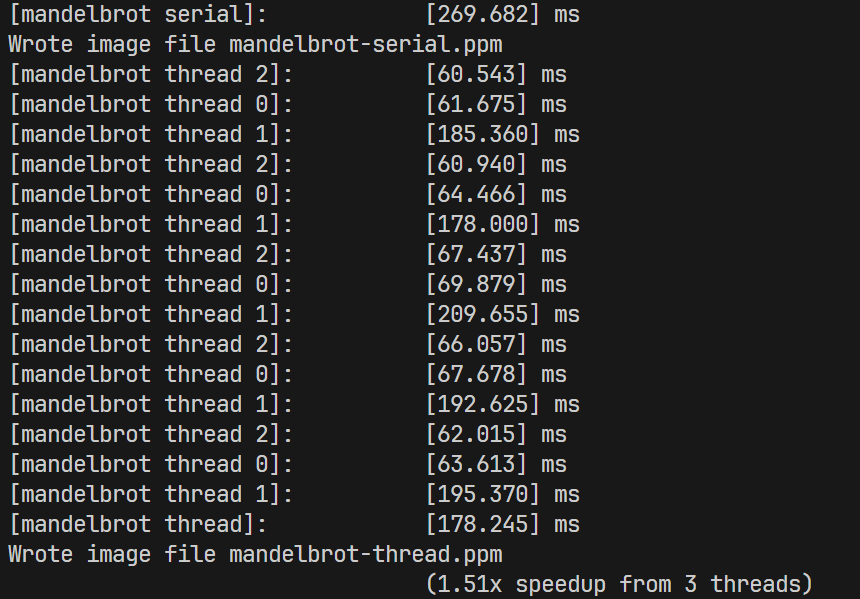 [mandelbrot serial]: [269.682] ms
Wrote image file mandelbrot-serial.ppm
[mandelbrot thread 2]: [60.543] ms
[mandelbrot thread 0]: [61.675] ms
[mandelbrot thread 1]: [185.360] ms
[mandelbrot thread 2]: [60.940] ms
[mandelbrot thread 0]: [64.466] ms
[mandelbrot thread 1]: [178.000] ms
[mandelbrot thread 2]: [67.437] ms
[mandelbrot thread 0]: [69.879] ms
[mandelbrot thread 1]: [209.655] ms
[mandelbrot thread 2]: [66.057] ms
[mandelbrot thread 0]: [67.678] ms
[mandelbrot thread 1]: [192.625] ms
[mandelbrot thread 2]: [62.015] ms
[mandelbrot thread 0]: [63.613] ms
[mandelbrot thread 1]: [195.370] ms
[mandelbrot thread]: [178.245] ms
Wrote image file mandelbrot-thread.ppm
(1.51x speedup from 3 threads)